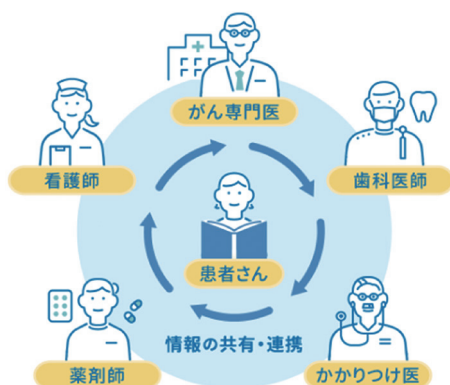 がん専門医
看護師
歯科医師
患者さん
情報の共有・連携
薬剤師
かかりつけ医